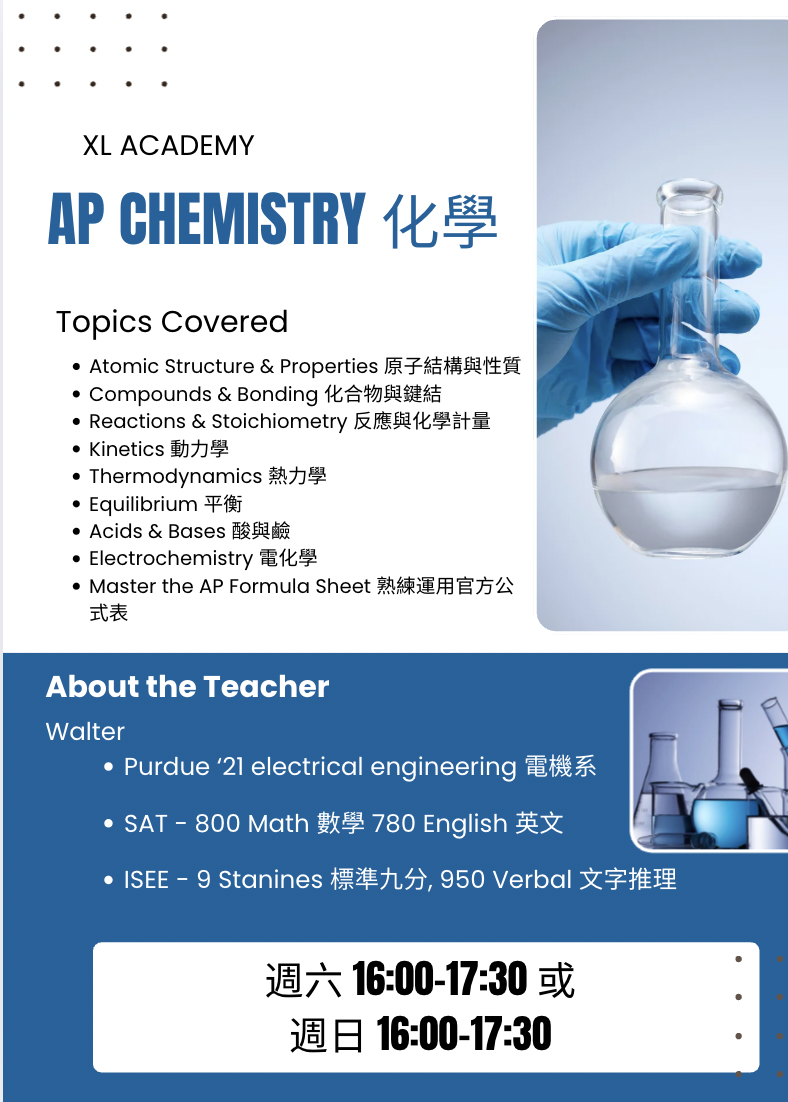 XL ACADEMY
AP CHEMISTRY 化學
Topics Covered
• Atomic Structure & Properties 原子結構與性質
• Compounds & Bonding 化合物與鍵結
• Reactions & Stoichiometry 反應與化學計量
• Kinetics 動力學
• Thermodynamics 熱力學
• Equilibrium 平衡
• Acids & Bases 酸與鹼
• Electrochemistry 電化學
• Master the AP Formula Sheet 熟練運用官方公
式表
About the Teacher
Walter
• Purdue ‘21 electrical engineering 電機系
• SAT - 800 Math 數學 780 English 英文
• ISEE - 9 Stanines 標準九分, 950 Verbal 文字推理
週六 16:00-17:30 或
週日 16:00-17:30